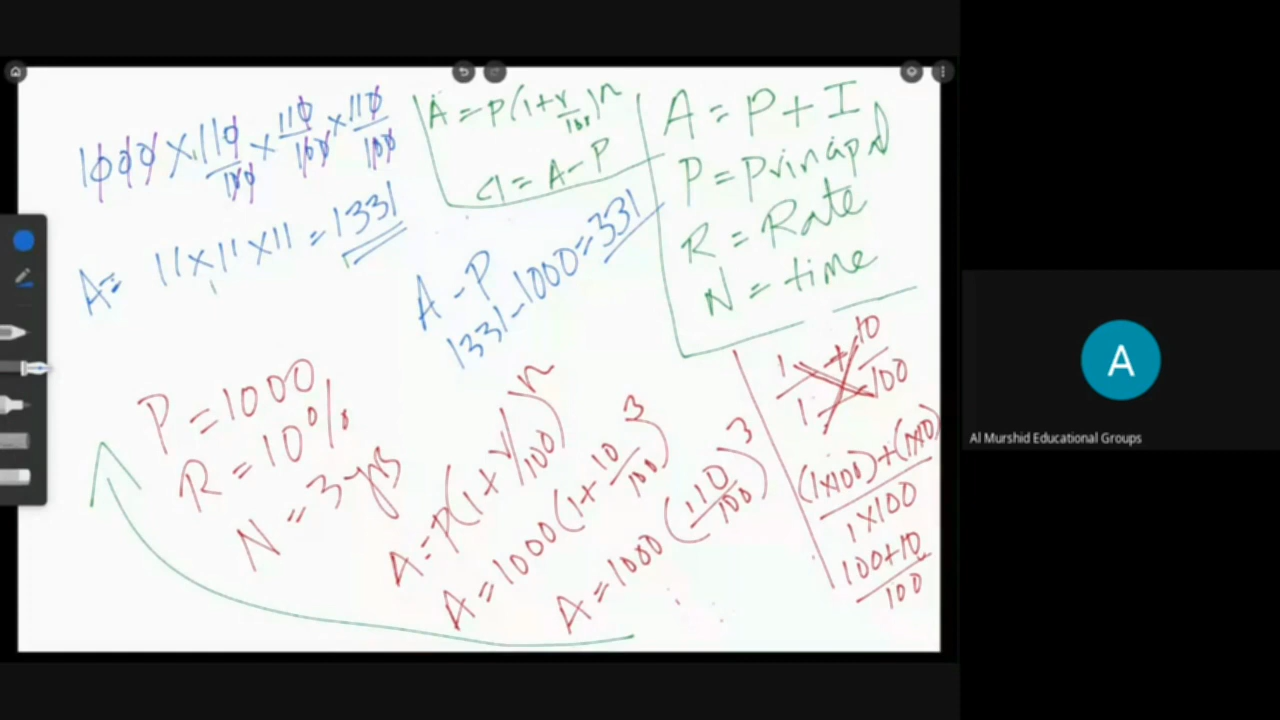 1000 × 110/100 × 110/100 × 110/100
A = 11 × 11 × 11 = 1331
A = P(1 + r/100)^n
CI = A - P
A - P
1331 - 1000 = 331
A = P + I
P = Principal
R = Rate
N = time
P = 1000
R = 10%
N = 3 yrs
A = P(1 + r/100)^n
A = 1000(1 + 10/100)^3
A = 1000(110/100)^3
1/1 + 10/100
(1×100) + (1×10)
1×100
100+10
100
A
Al Murshid Educational Groups